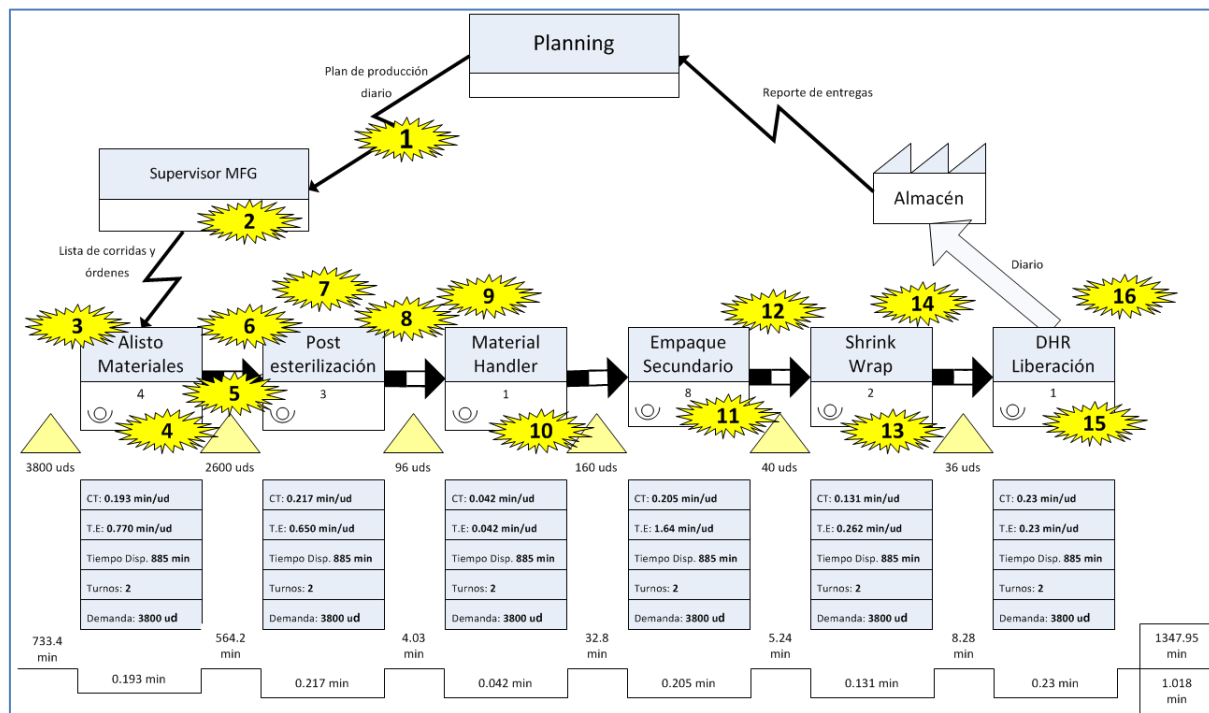 Planning
Plan de producción
diario
Reporte de entregas
1
Supervisor MFG
Almacén
2
Lista de corridas y
órdenes
Diario
3
6
7
8
9
12
14
16
Alisto
Materiales
4
Post
esterilización
3
Material
Handler
1
Empaque
Secundario
8
Shrink
Wrap
2
DHR
Liberación
1
5
4
10
11
13
15
3800 uds
2600 uds
96 uds
160 uds
40 uds
36 uds
CT: 0.193 min/ud
T.E: 0.770 min/ud
Tiempo Disp. 885 min
Turnos: 2
Demanda: 3800 ud
CT: 0.217 min/ud
T.E: 0.650 min/ud
Tiempo Disp. 885 min
Turnos: 2
Demanda: 3800 ud
CT: 0.042 min/ud
T.E: 0.042 min/ud
Tiempo Disp. 885 min
Turnos: 2
Demanda: 3800 ud
CT: 0.205 min/ud
T.E: 1.64 min/ud
Tiempo Disp. 885 min
Turnos: 2
Demanda: 3800 ud
CT: 0.131 min/ud
T.E: 0.262 min/ud
Tiempo Disp. 885 min
Turnos: 2
Demanda: 3800 ud
CT: 0.23 min/ud
T.E: 0.23 min/ud
Tiempo Disp. 885 min
Turnos: 2
Demanda: 3800 ud
733.4
min
564.2
min
4.03
min
32.8
min
5.24
min
8.28
min
1347.95
min
0.193 min
0.217 min
0.042 min
0.205 min
0.131 min
0.23 min
1.018
min